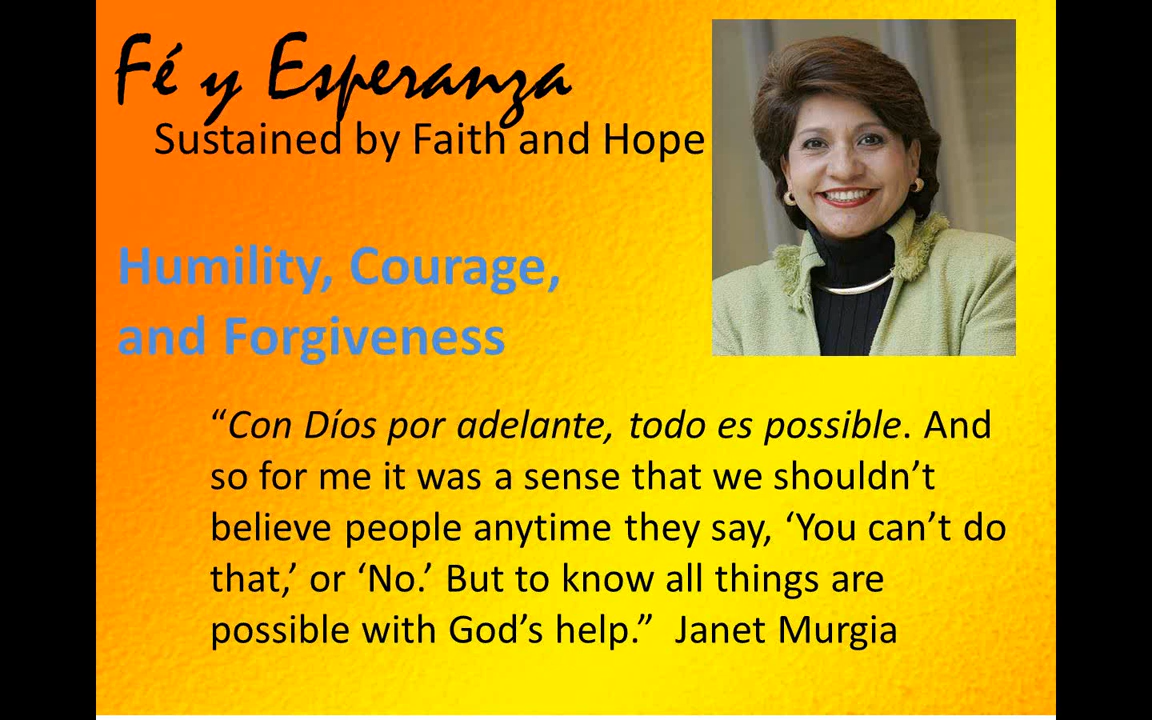 Fé y Esperanza
Sustained by Faith and Hope
Humility, Courage,
and Forgiveness
“Con Díos por adelante, todo es possible. And
so for me it was a sense that we shouldn’t
believe people anytime they say, ‘You can’t do
that,’ or ‘No.’ But to know all things are
possible with God’s help.”  Janet Murgia